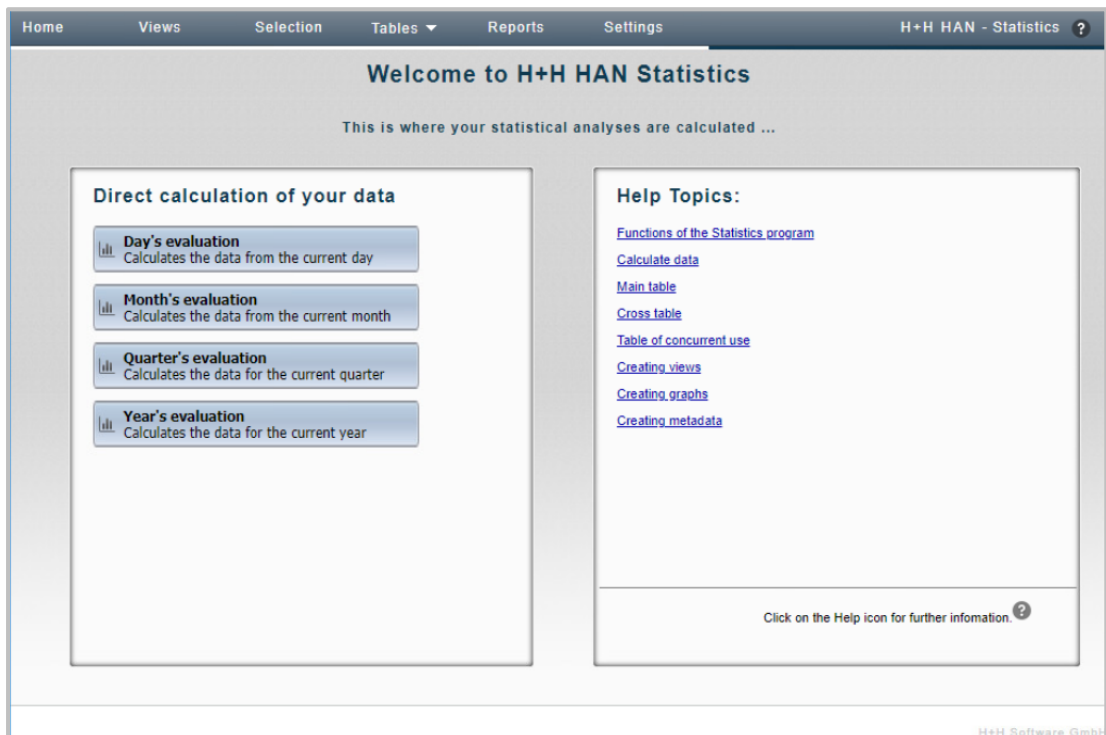 Home Views Selection Tables Reports Settings H+H HAN - Statistics ?
Welcome to H+H HAN Statistics
This is where your statistical analyses are calculated ...
Direct calculation of your data
Day's evaluation
Calculates the data from the current day
Month's evaluation
Calculates the data from the current month
Quarter's evaluation
Calculates the data for the current quarter
Year's evaluation
Calculates the data for the current year
Help Topics:
Functions of the Statistics program
Calculate data
Main table
Cross table
Table of concurrent use
Creating views
Creating graphs
Creating metadata
Click on the Help icon for further infomation. ?
H+H Software GmbH